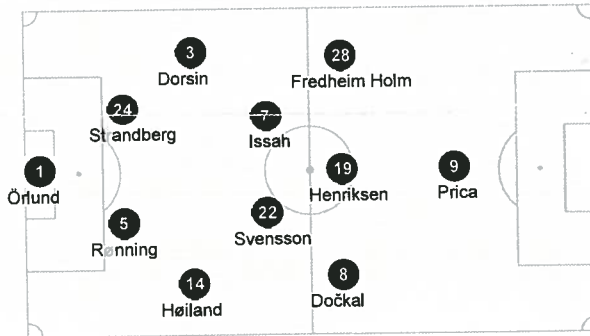 3
Dorsin
28
Fredheim Holm
24
Strandberg
7
Issah
1
Örlund
19
Henriksen
9
Prica
5
Rønning
22
Svensson
14
Høiland
8
Dočkal